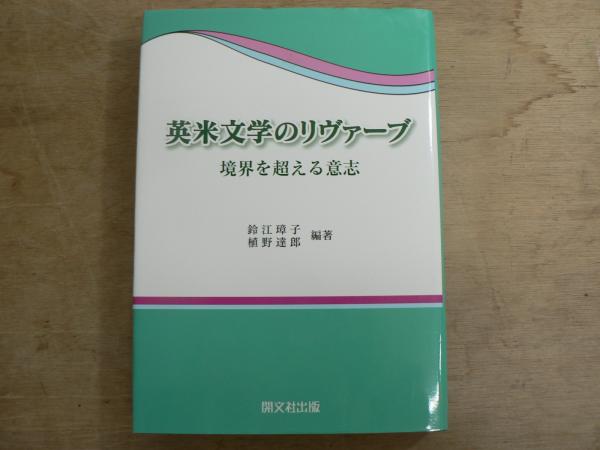 英米文学のリヴァーブ
境界を超える意志
鈴江璋子
植野達郎
編著
開文社出版